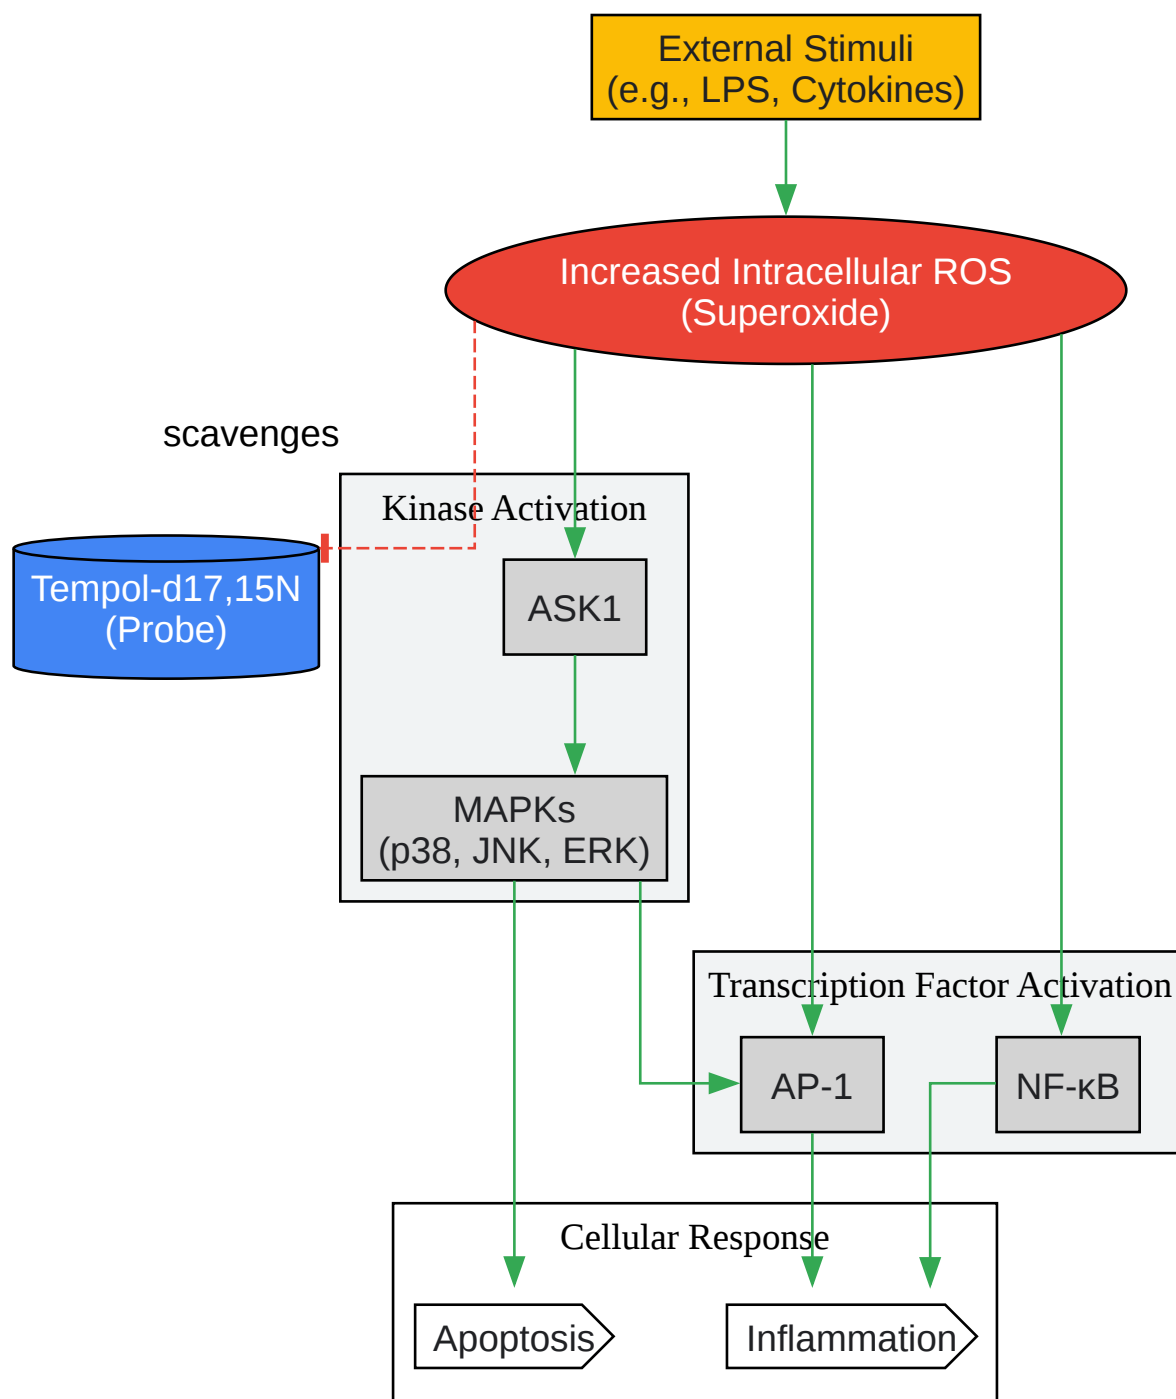 External Stimuli
(e.g., LPS, Cytokines)
Increased Intracellular ROS
(Superoxide)
scavenges
Kinase Activation
Tempol-d17,15N
(Probe)
ASK1
MAPKs
(p38, JNK, ERK)
Transcription Factor Activation
AP-1
NF-κB
Cellular Response
Apoptosis
Inflammation